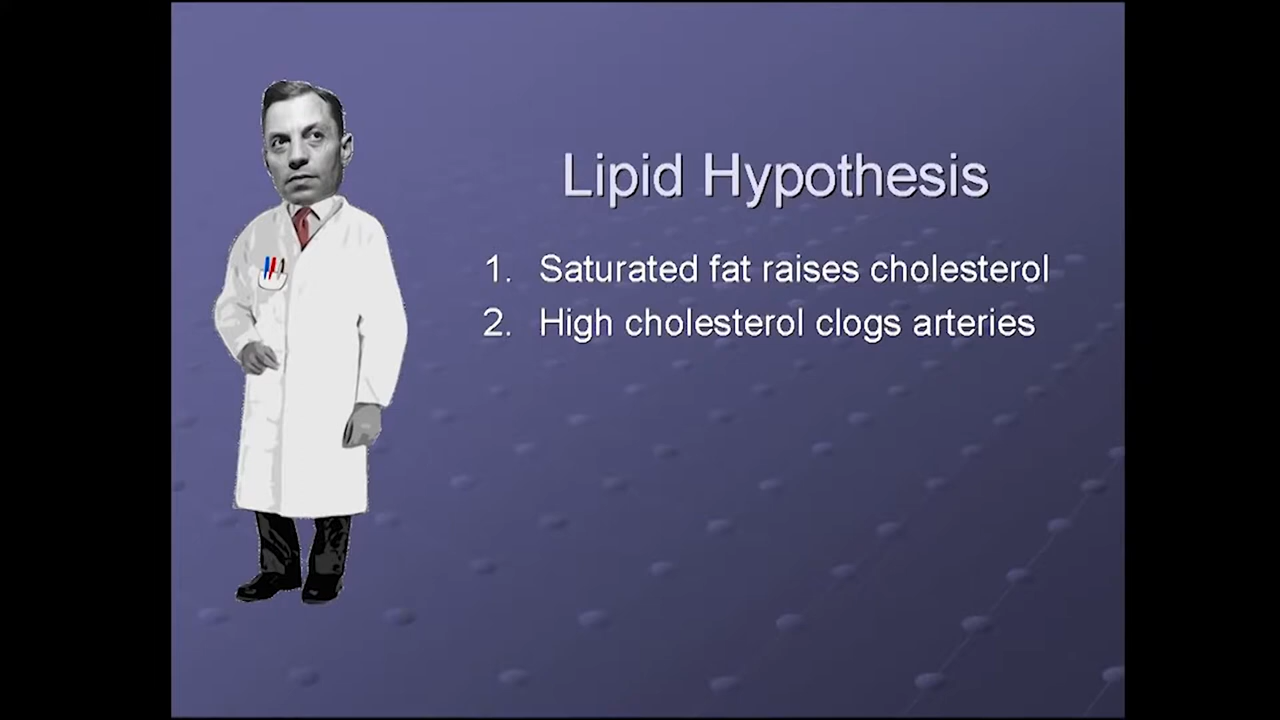 Lipid Hypothesis
1. Saturated fat raises cholesterol
2. High cholesterol clogs arteries